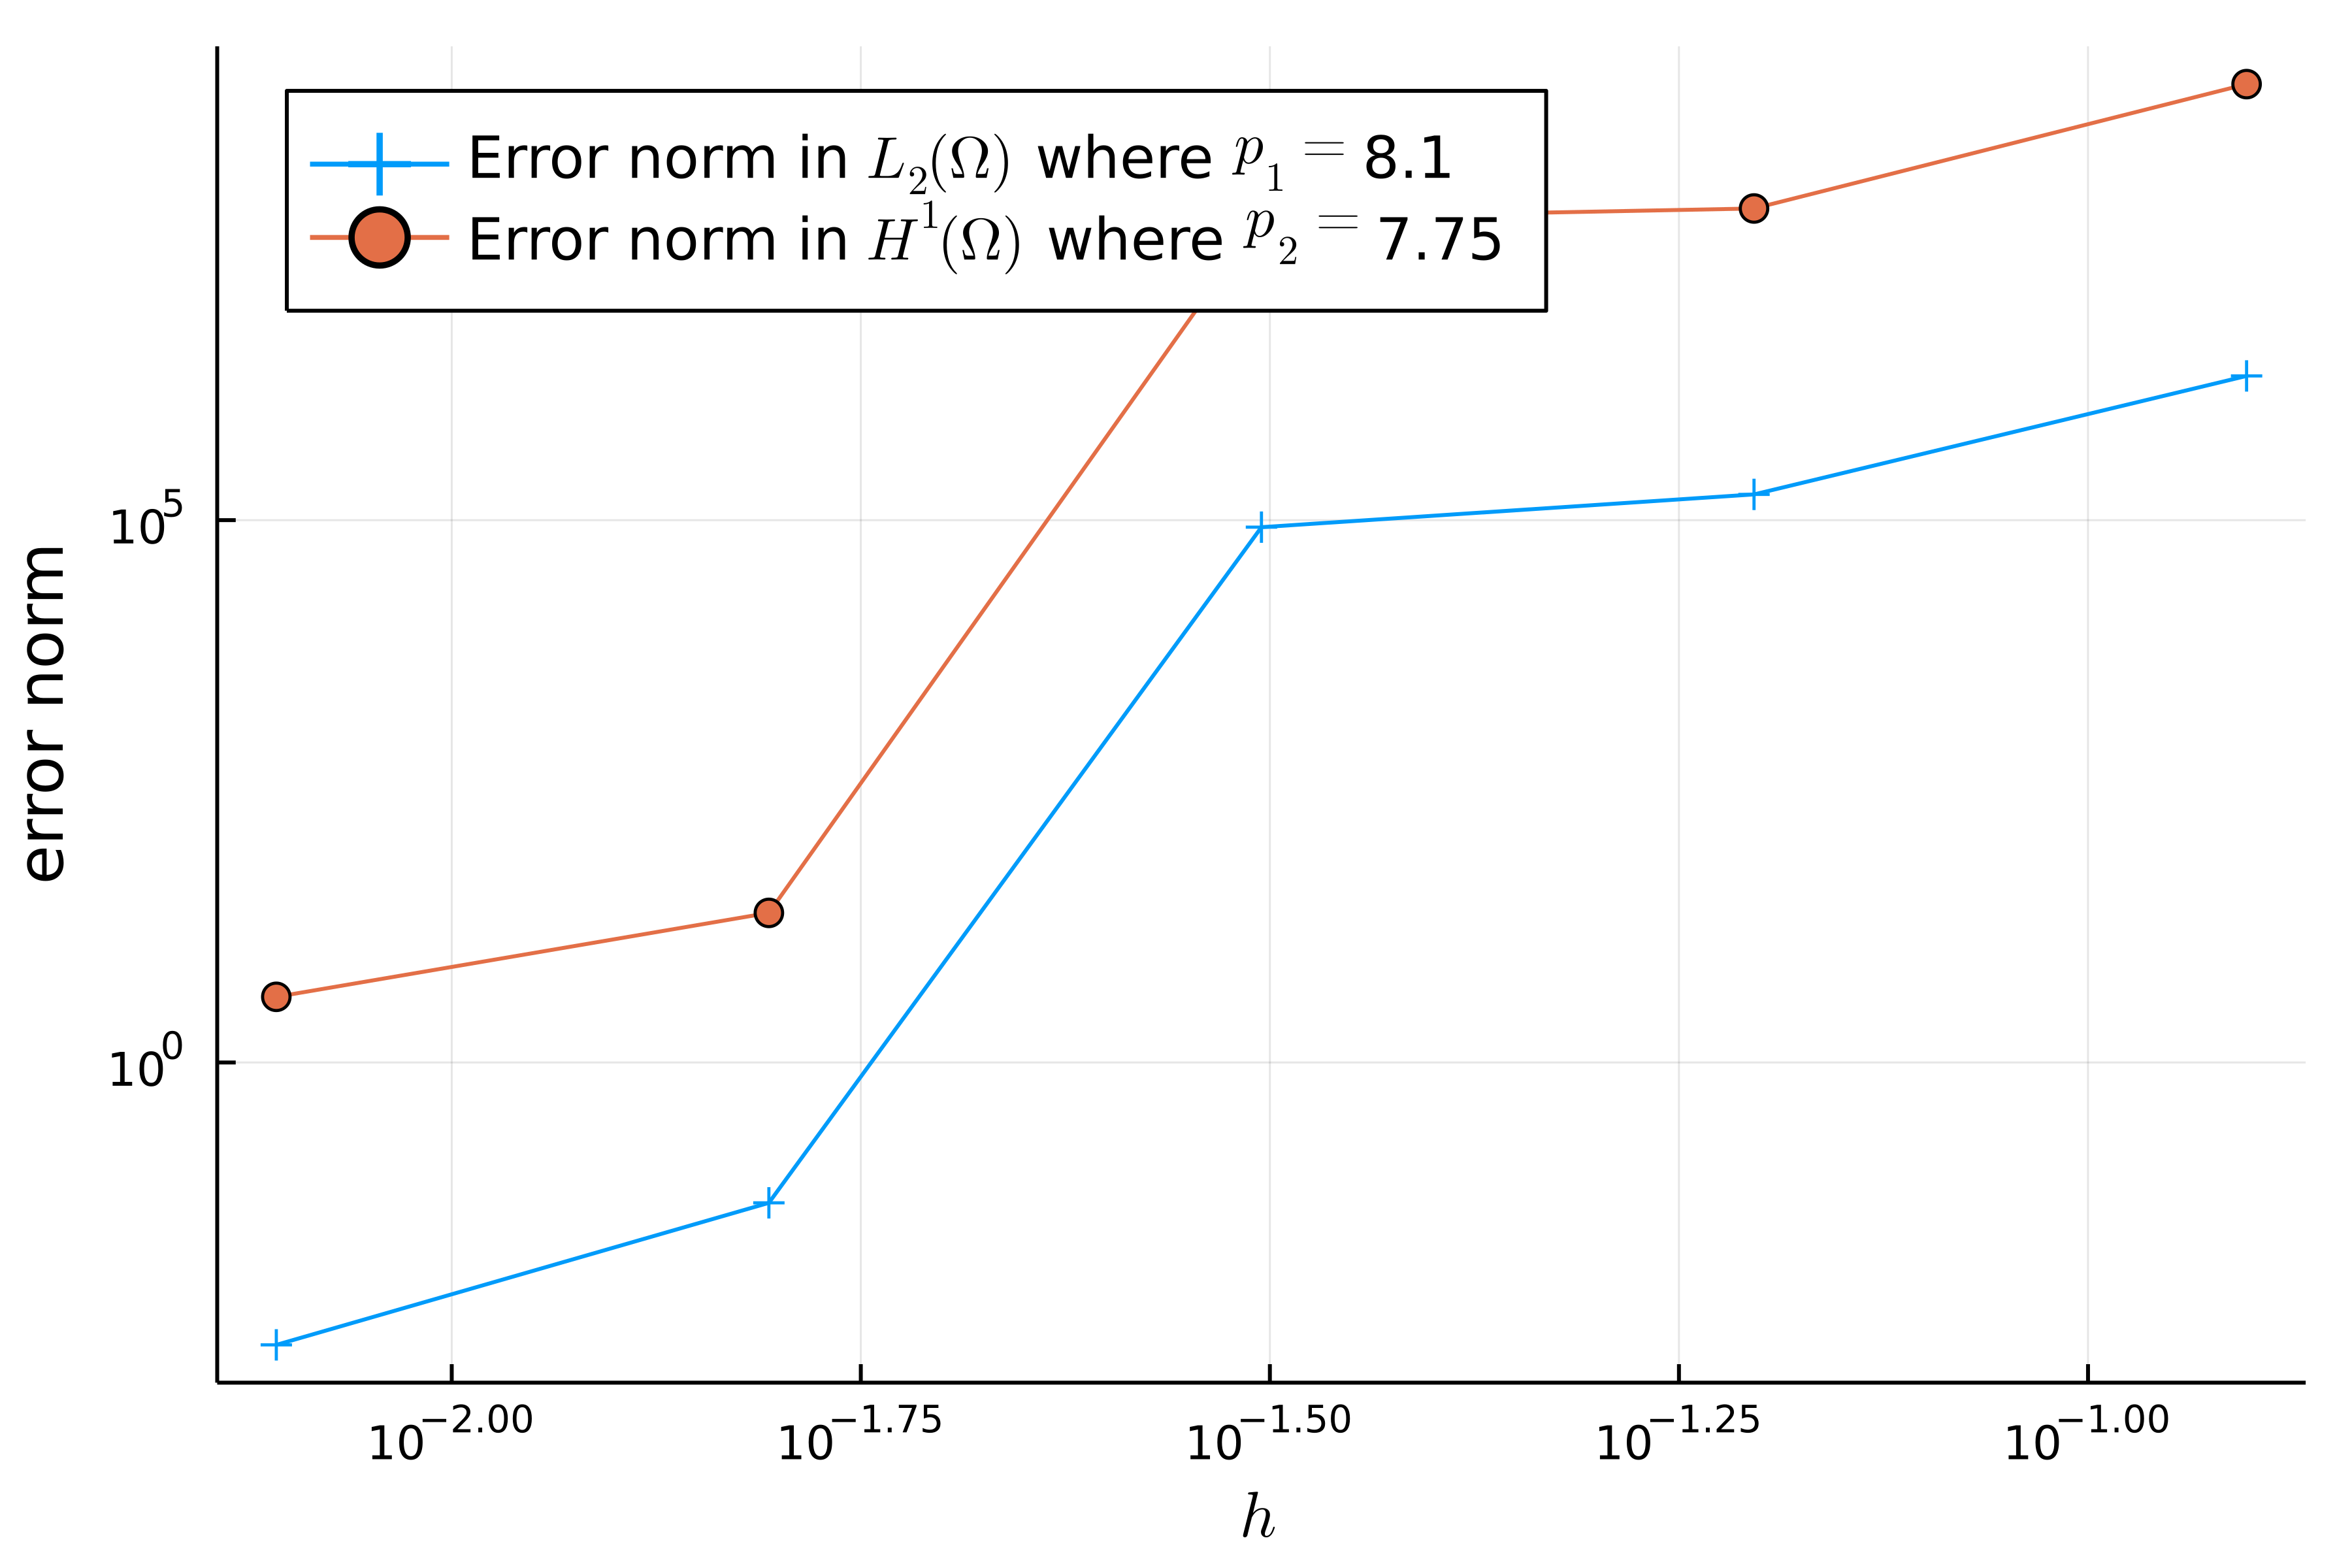 Error norm in L₂(Ω) where p₁ = 8.1
Error norm in H¹(Ω) where p₂ = 7.75
error norm
10⁵
10⁰
10⁻²·⁰⁰
10⁻¹·⁷⁵
10⁻¹·⁵⁰
10⁻¹·²⁵
10⁻¹·⁰⁰
h